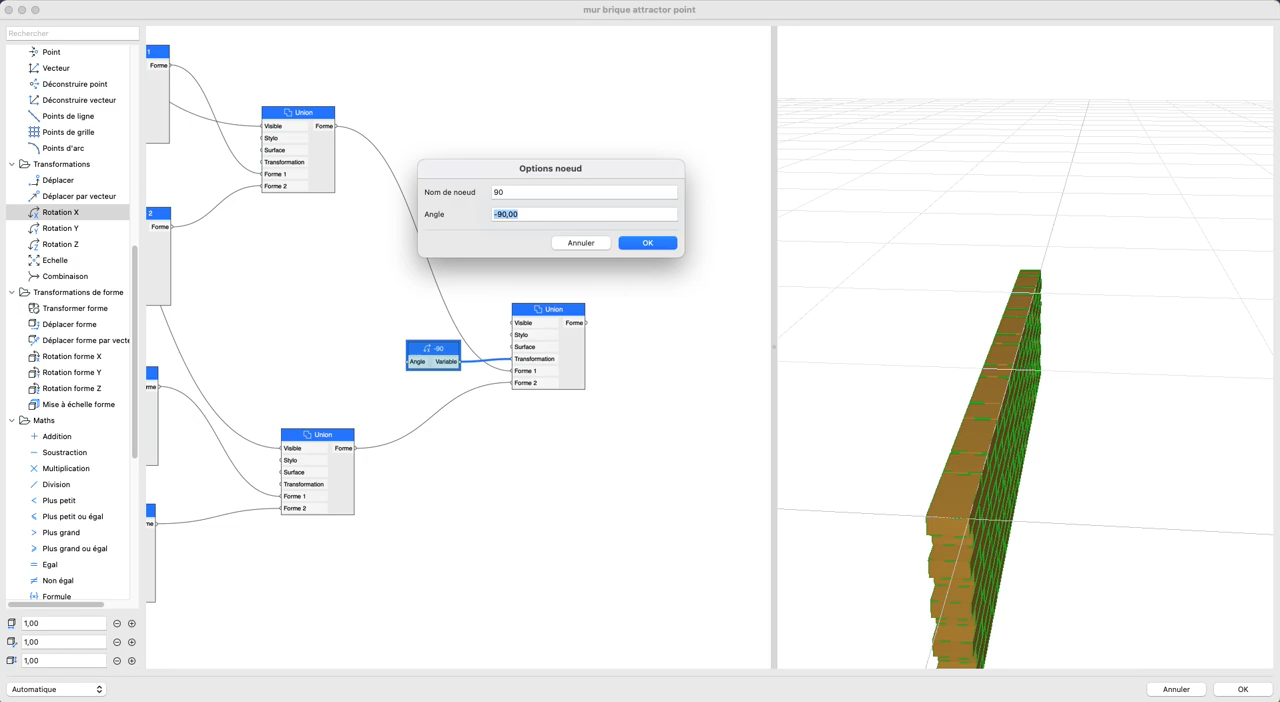 mur brique attractor point
Rechercher
Point
Vecteur
Déconstruire point
Déconstruire vecteur
Points de ligne
Points de grille
Points d'arc
Transformations
Déplacer
Déplacer par vecteur
Rotation X
Rotation Y
Rotation Z
Echelle
Combinaison
Transformations de forme
Transformer forme
Déplacer forme
Déplacer forme par vecte
Rotation forme X
Rotation forme Y
Rotation forme Z
Mise à échelle forme
Maths
Addition
Soustraction
Multiplication
Division
Plus petit
Plus petit ou égal
Plus grand
Plus grand ou égal
Egal
Non égal
Formule
1,00
1,00
1,00
Automatique
1
Forme
2
Forme
me
me
Union
Visible Forme
Stylo
Surface
Transformation
Forme 1
Forme 2
Options noeud
Nom de noeud 90
Angle -90,00
Annuler OK
-90
Angle Variable
Union
Visible Forme
Stylo
Surface
Transformation
Forme 1
Forme 2
Union
Visible Forme
Stylo
Surface
Transformation
Forme 1
Forme 2
Annuler OK